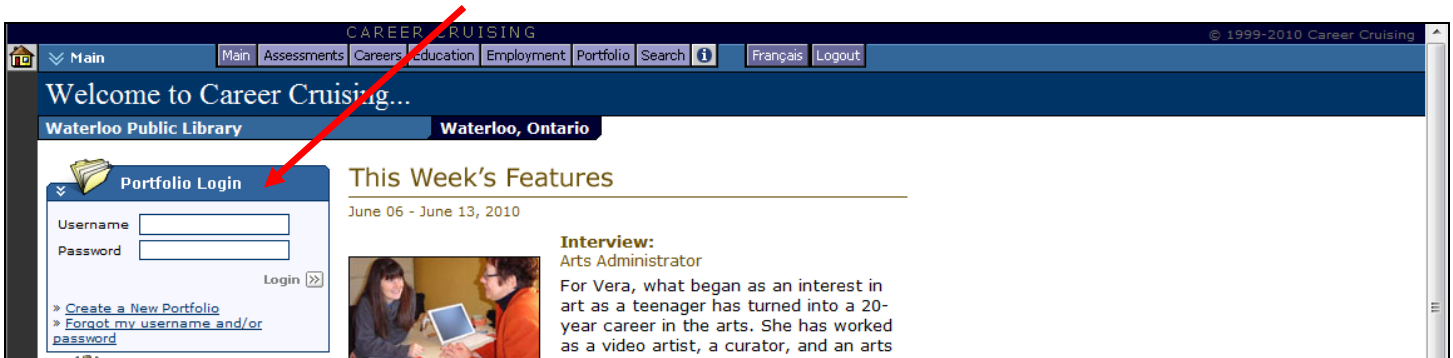 CAREER CRUISING
© 1999-2010 Career Cruising
Main
Main Assessments Careers Education Employment Portfolio Search Français Logout
Welcome to Career Cruising...
Waterloo Public Library
Waterloo, Ontario
Portfolio Login
Username
Password
Login
» Create a New Portfolio
» Forgot my username and/or
password
This Week's Features
June 06 - June 13, 2010
Interview:
Arts Administrator
For Vera, what began as an interest in
art as a teenager has turned into a 20-
year career in the arts. She has worked
as a video artist, a curator, and an arts